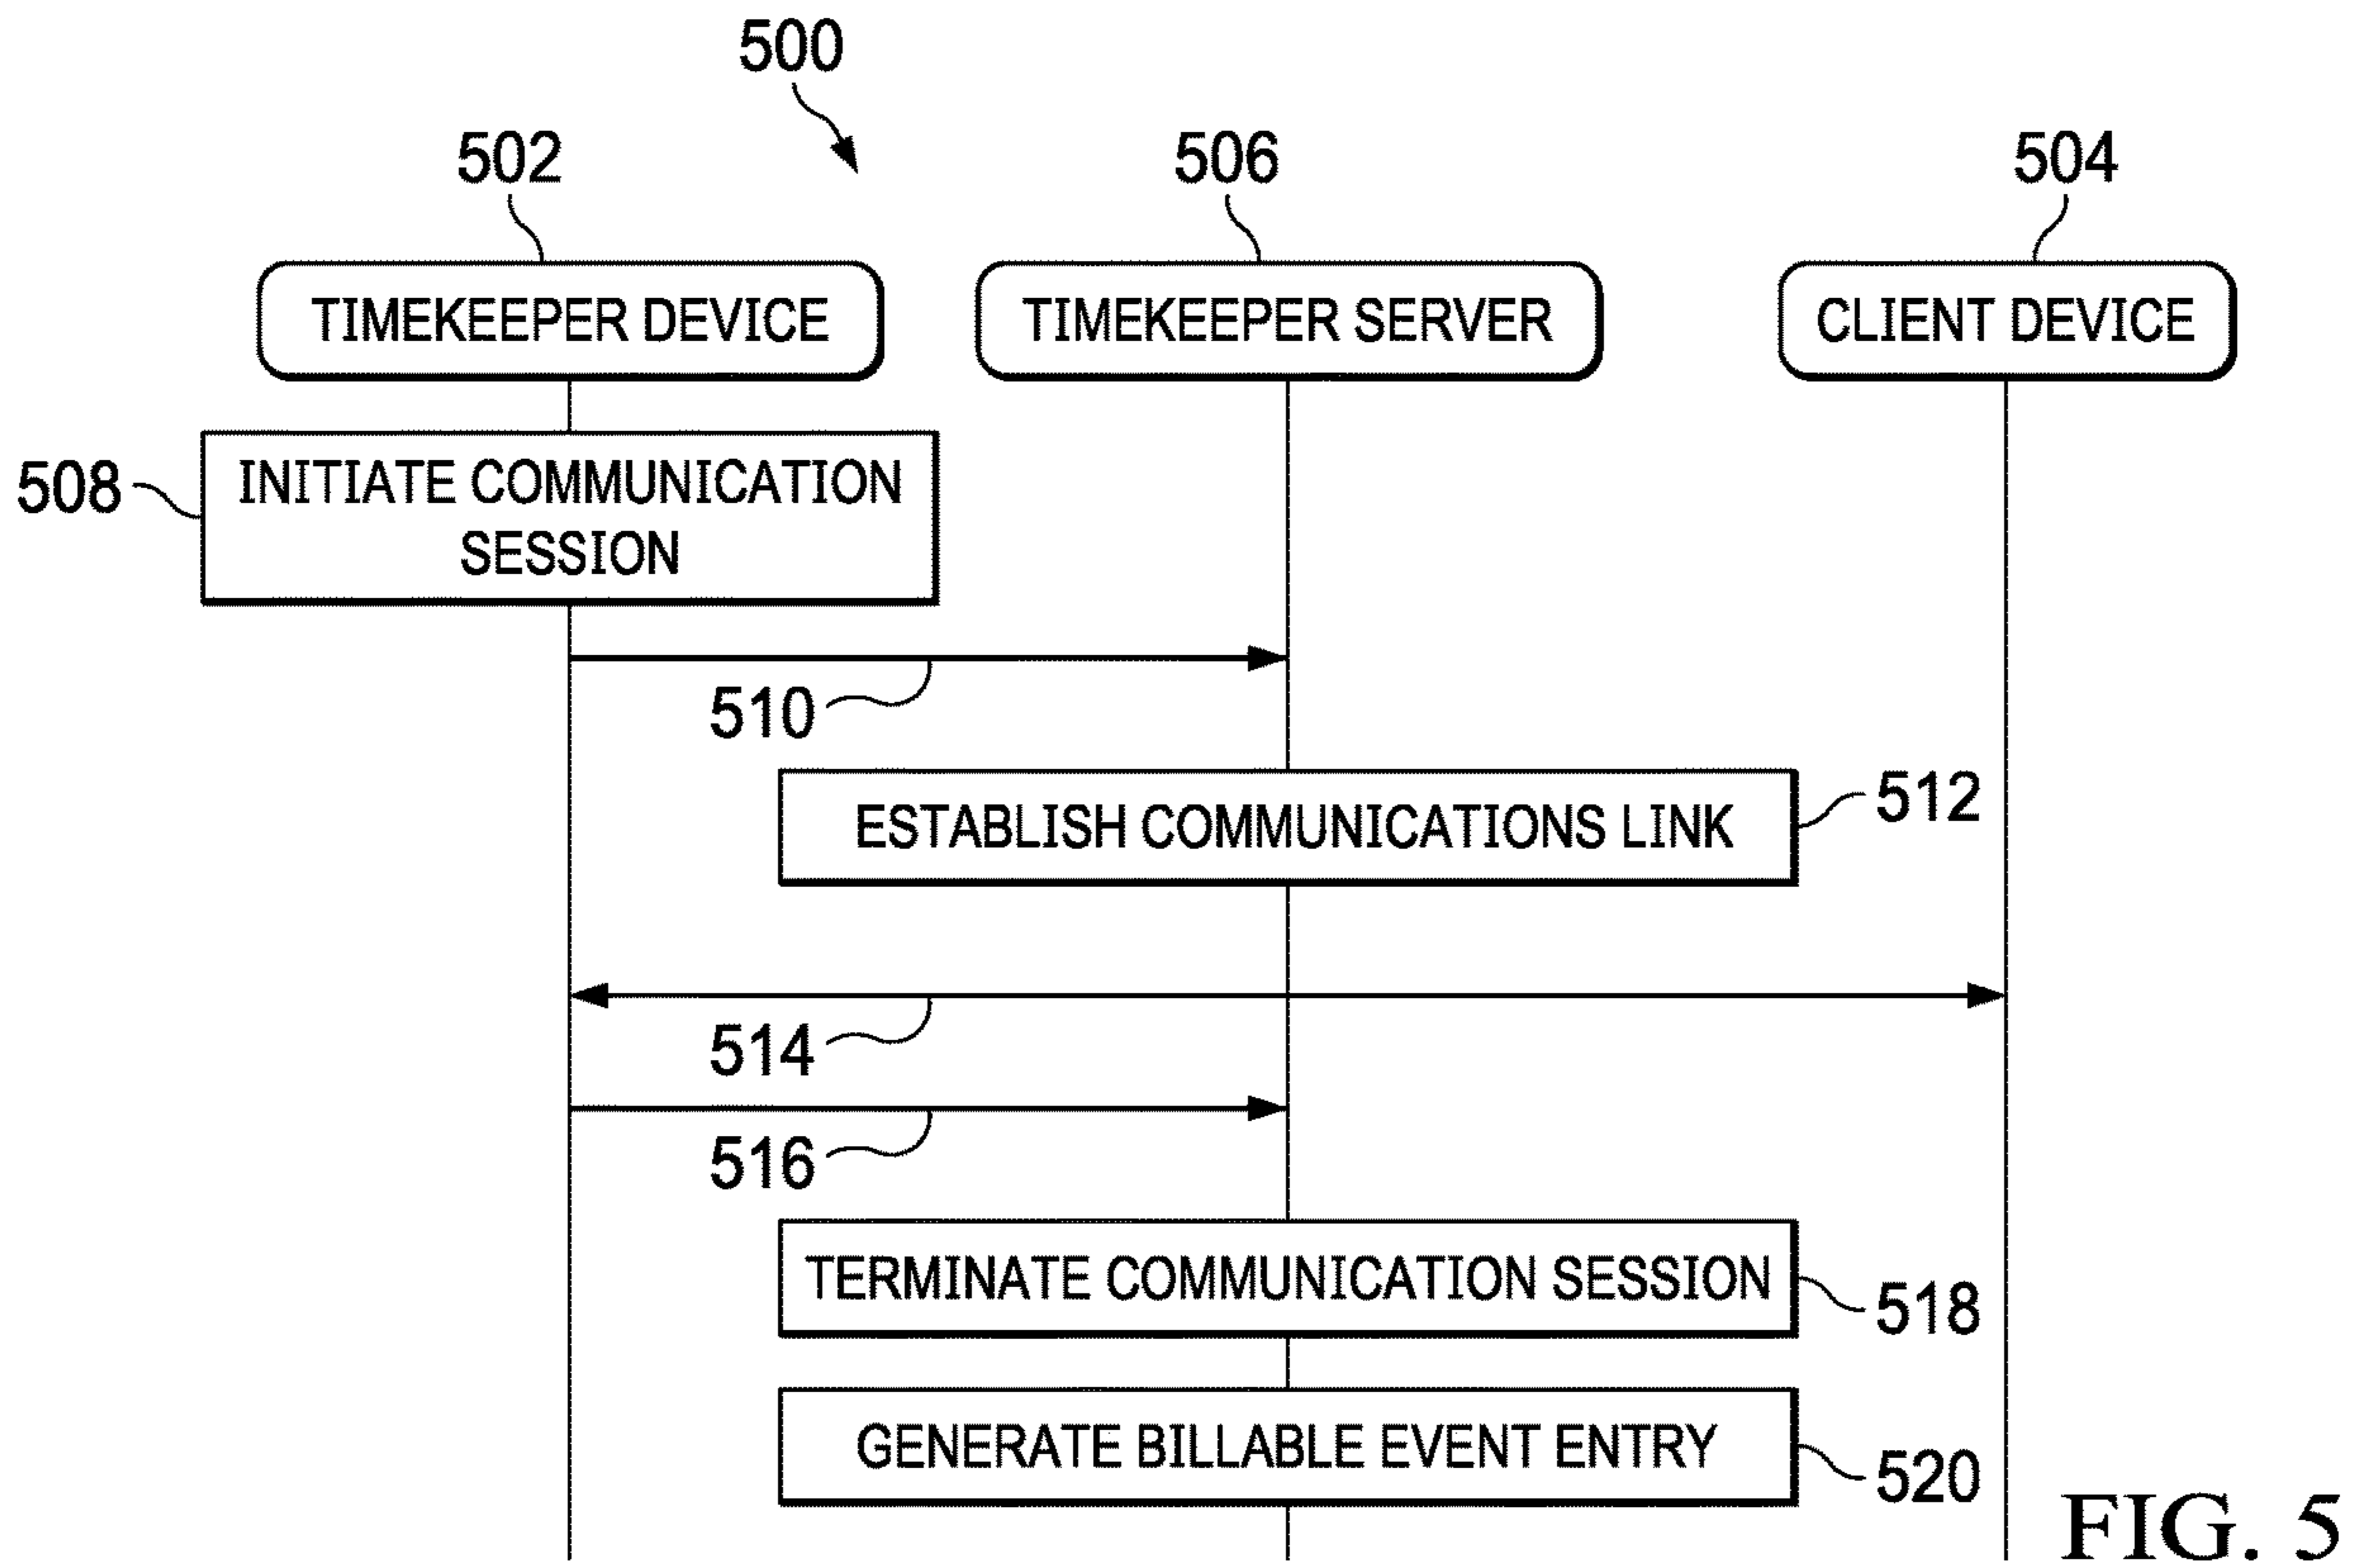 500
502
506
504
TIMEKEEPER DEVICE
TIMEKEEPER SERVER
CLIENT DEVICE
508
INITIATE COMMUNICATION
SESSION
510
ESTABLISH COMMUNICATIONS LINK
512
514
516
TERMINATE COMMUNICATION SESSION
518
GENERATE BILLABLE EVENT ENTRY
520
FIG. 5